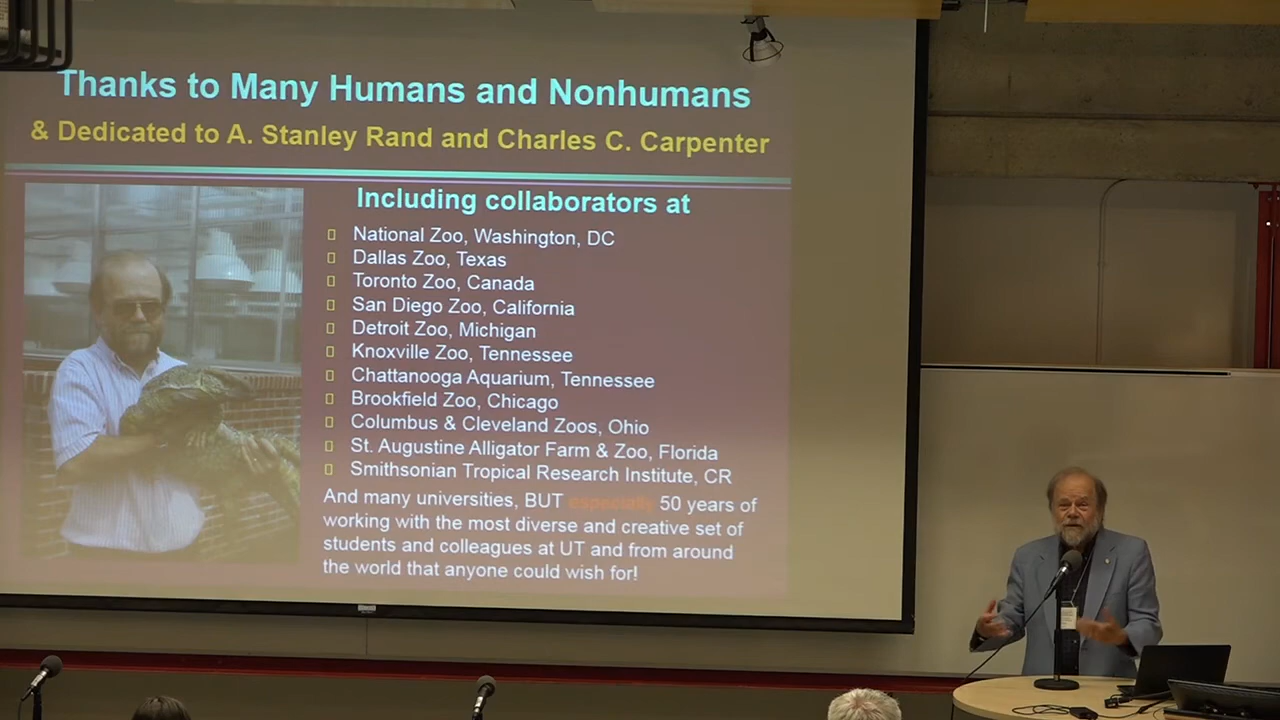 Thanks to Many Humans and Nonhumans
& Dedicated to A. Stanley Rand and Charles C. Carpenter
Including collaborators at
National Zoo, Washington, DC
Dallas Zoo, Texas
Toronto Zoo, Canada
San Diego Zoo, California
Detroit Zoo, Michigan
Knoxville Zoo, Tennessee
Chattanooga Aquarium, Tennessee
Brookfield Zoo, Chicago
Columbus & Cleveland Zoos, Ohio
St. Augustine Alligator Farm & Zoo, Florida
Smithsonian Tropical Research Institute, CR
And many universities, BUT especially 50 years of
working with the most diverse and creative set of
students and colleagues at UT and from around
the world that anyone could wish for!